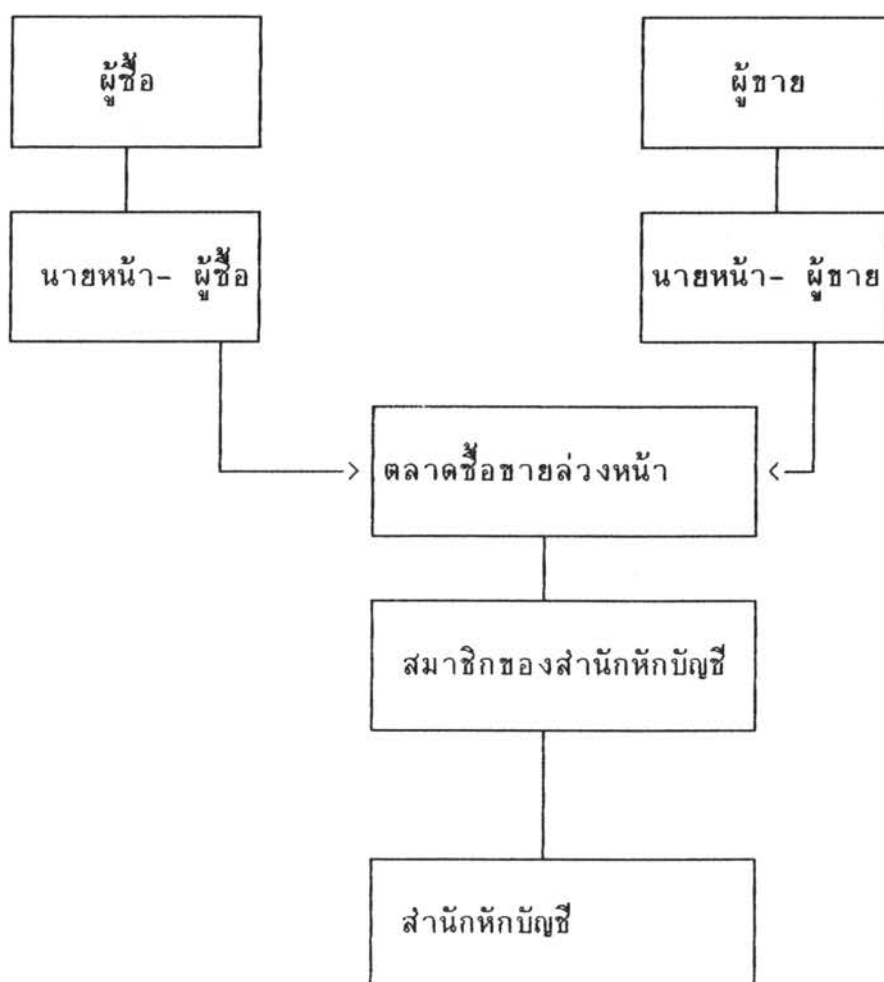 ผู้ซื้อ
ผู้ขาย
นายหน้า- ผู้ซื้อ
นายหน้า- ผู้ขาย
ตลาดซื้อขายล่วงหน้า
สมาชิกของสำนักหักบัญชี
สำนักหักบัญชี